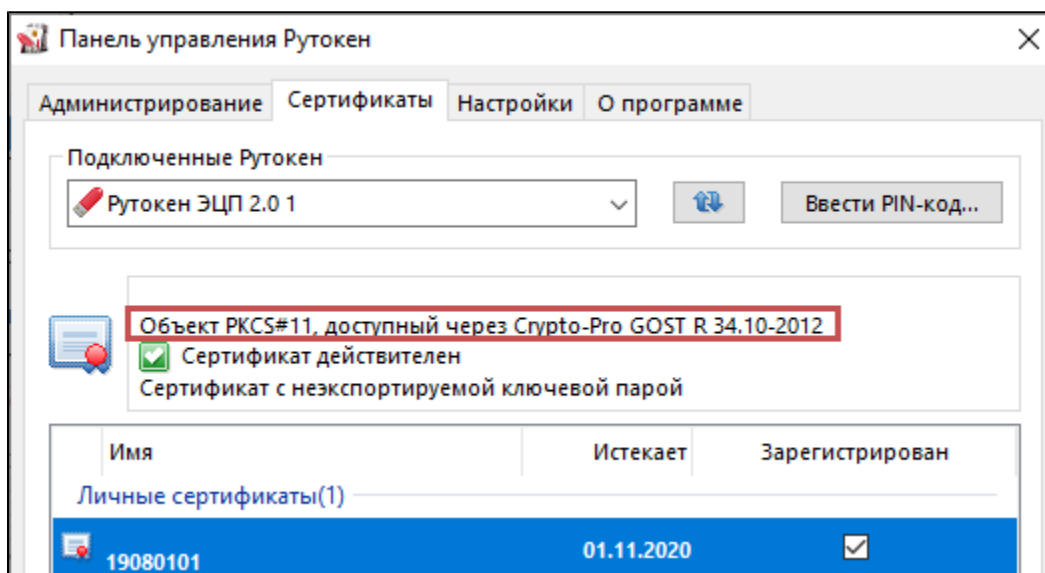 Панель управления Рутокен
Администрирование Сертификаты Настройки О программе
Подключенные Рутокен
Рутокен ЭЦП 2.0 1 Ввести PIN-код...
Объект PKCS#11, доступный через Crypto-Pro GOST R 34.10-2012
Сертификат действителен
Сертификат с неэкспортируемой ключевой парой
Имя Истекает Зарегистрирован
Личные сертификаты(1)
19080101 01.11.2020